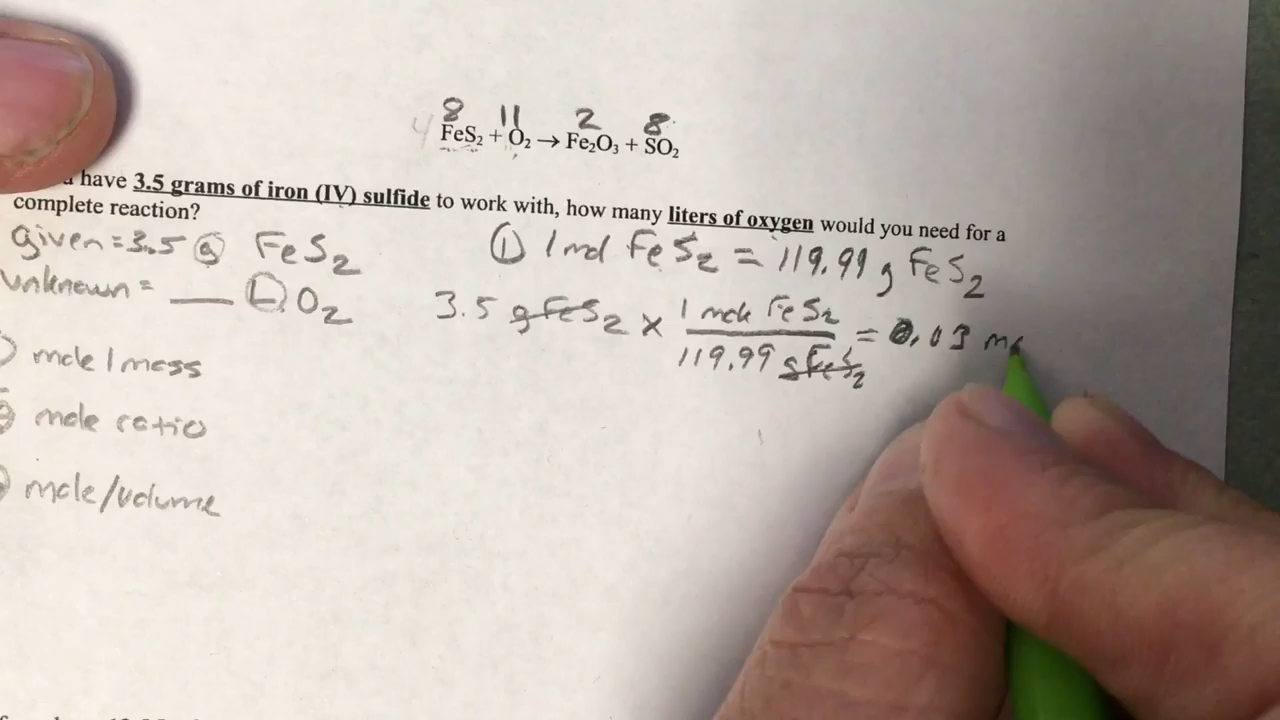 8 11 2 8
4 FeS₂ + O₂ → Fe₂O₃ + SO₂
have 3.5 grams of iron (IV) sulfide to work with, how many liters of oxygen would you need for a
complete reaction?
given = 3.5 g FeS₂
unknown = __ L O₂
① 1 mol FeS₂ = 119.99 g FeS₂
3.5 g FeS₂ × 1 mole FeS₂ / 119.99 g FeS₂ = 0.03 mo
mole / mass
mole ratio
mole/volume